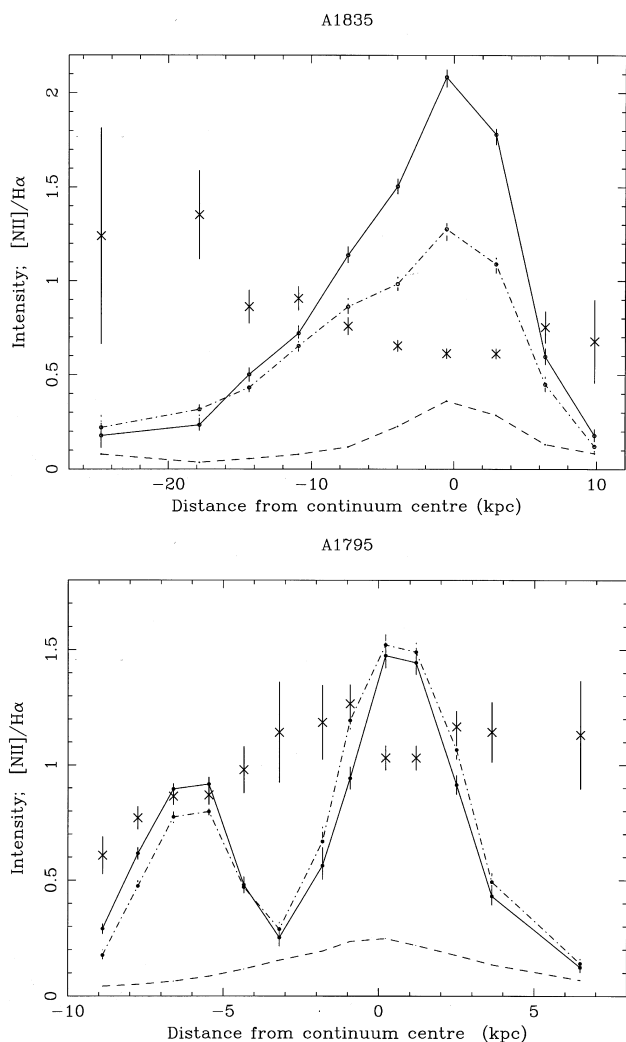 A1835
Intensity;  [NII]/Hα
2
1.5
1
0.5
0
−20
−10
0
10
Distance from continuum centre (kpc)
A1795
Intensity;  [NII]/Hα
1.5
1
0.5
0
−10
−5
0
5
Distance from continuum centre  (kpc)